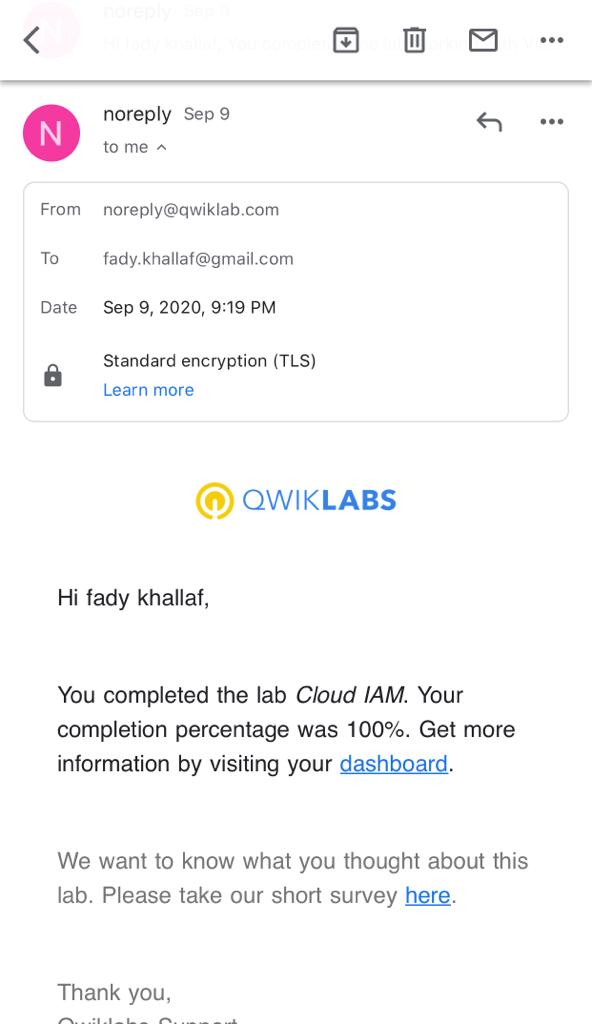 noreply Sep 9
Hi fady khallaf, You comple
N
noreply Sep 9
to me
From noreply@qwiklab.com
To fady.khallaf@gmail.com
Date Sep 9, 2020, 9:19 PM
Standard encryption (TLS)
Learn more
QWIKLABS
Hi fady khallaf,
You completed the lab Cloud IAM. Your
completion percentage was 100%. Get more
information by visiting your dashboard.
We want to know what you thought about this
lab. Please take our short survey here.
Thank you,
Qwiklabs Support